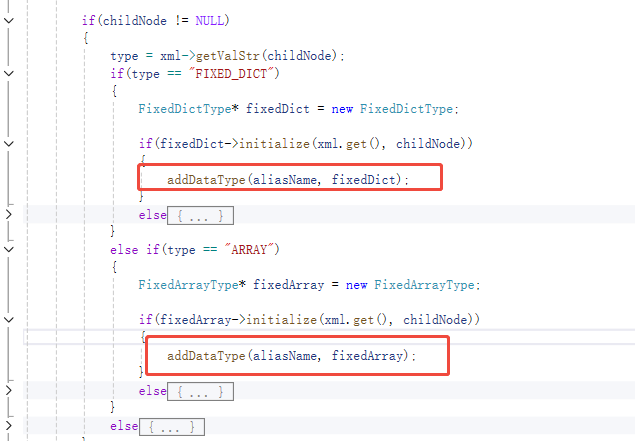 if(childNode != NULL)
{
type = xml->getValStr(childNode);
if(type == "FIXED_DICT")
{
FixedDictType* fixedDict = new FixedDictType;
if(fixedDict->initialize(xml.get(), childNode))
{
addDataType(aliasName, fixedDict);
}
else{ ... }
}
else if(type == "ARRAY")
{
FixedArrayType* fixedArray = new FixedArrayType;
if(fixedArray->initialize(xml.get(), childNode))
{
addDataType(aliasName, fixedArray);
}
else{ ... }
}
else{ ... }
}